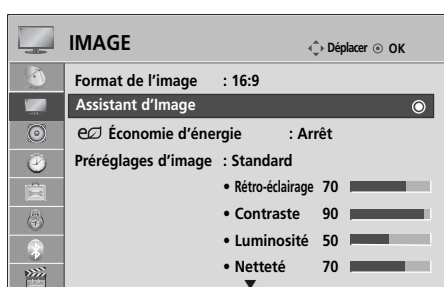 IMAGE
Déplacer OK
Format de l’image : 16:9
Assistant d’Image
Économie d’énergie : Arrêt
Préréglages d’image : Standard
• Rétro-éclairage 70
• Contraste 90
• Luminosité 50
• Netteté 70